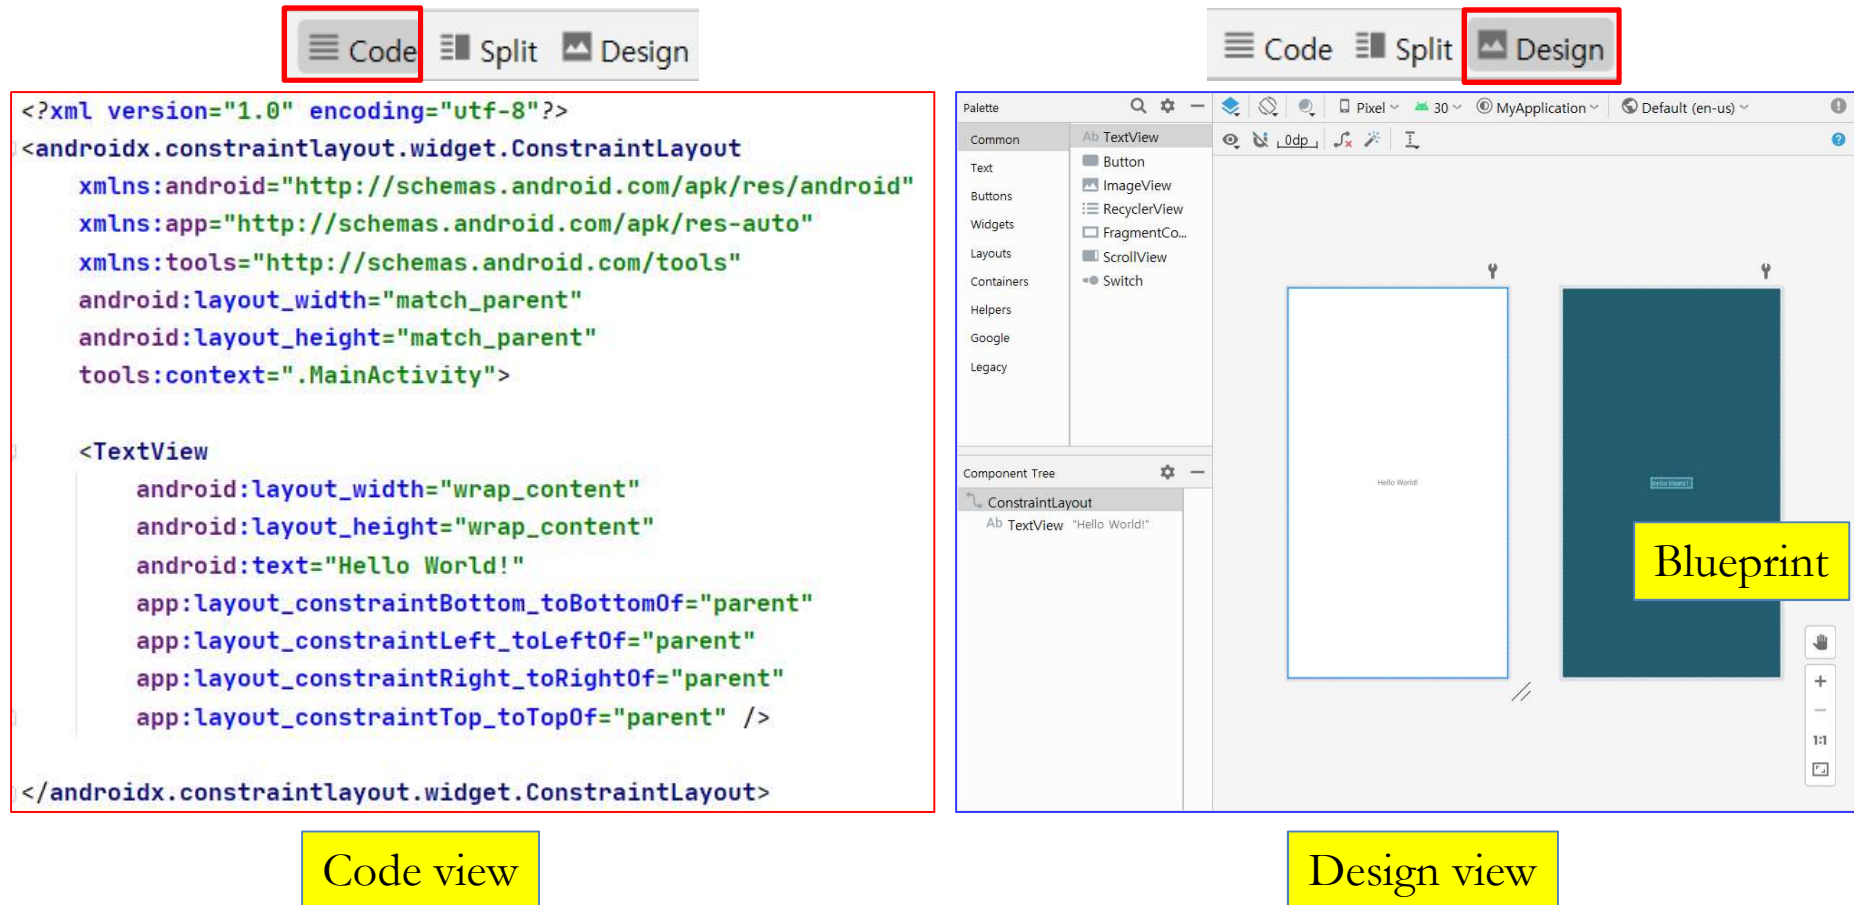 Code Split Design
<?xml version="1.0" encoding="utf-8"?>
<androidx.constraintlayout.widget.ConstraintLayout
xmlns:android="http://schemas.android.com/apk/res/android"
xmlns:app="http://schemas.android.com/apk/res-auto"
xmlns:tools="http://schemas.android.com/tools"
android:layout_width="match_parent"
android:layout_height="match_parent"
tools:context=".MainActivity">
<TextView
android:layout_width="wrap_content"
android:layout_height="wrap_content"
android:text="Hello World!"
app:layout_constraintBottom_toBottomOf="parent"
app:layout_constraintLeft_toLeftOf="parent"
app:layout_constraintRight_toRightOf="parent"
app:layout_constraintTop_toTopOf="parent" />
</androidx.constraintlayout.widget.ConstraintLayout>
Code view
Code Split Design
Palette
Pixel 30 MyApplication Default (en-us)
0dp
Common
Text
Buttons
Widgets
Layouts
Containers
Helpers
Google
Legacy
Ab TextView
Button
ImageView
RecyclerView
FragmentCo...
ScrollView
Switch
Component Tree
ConstraintLayout
Ab TextView "Hello World!"
Hello World!
Hello World!
Blueprint
1:1
Design view